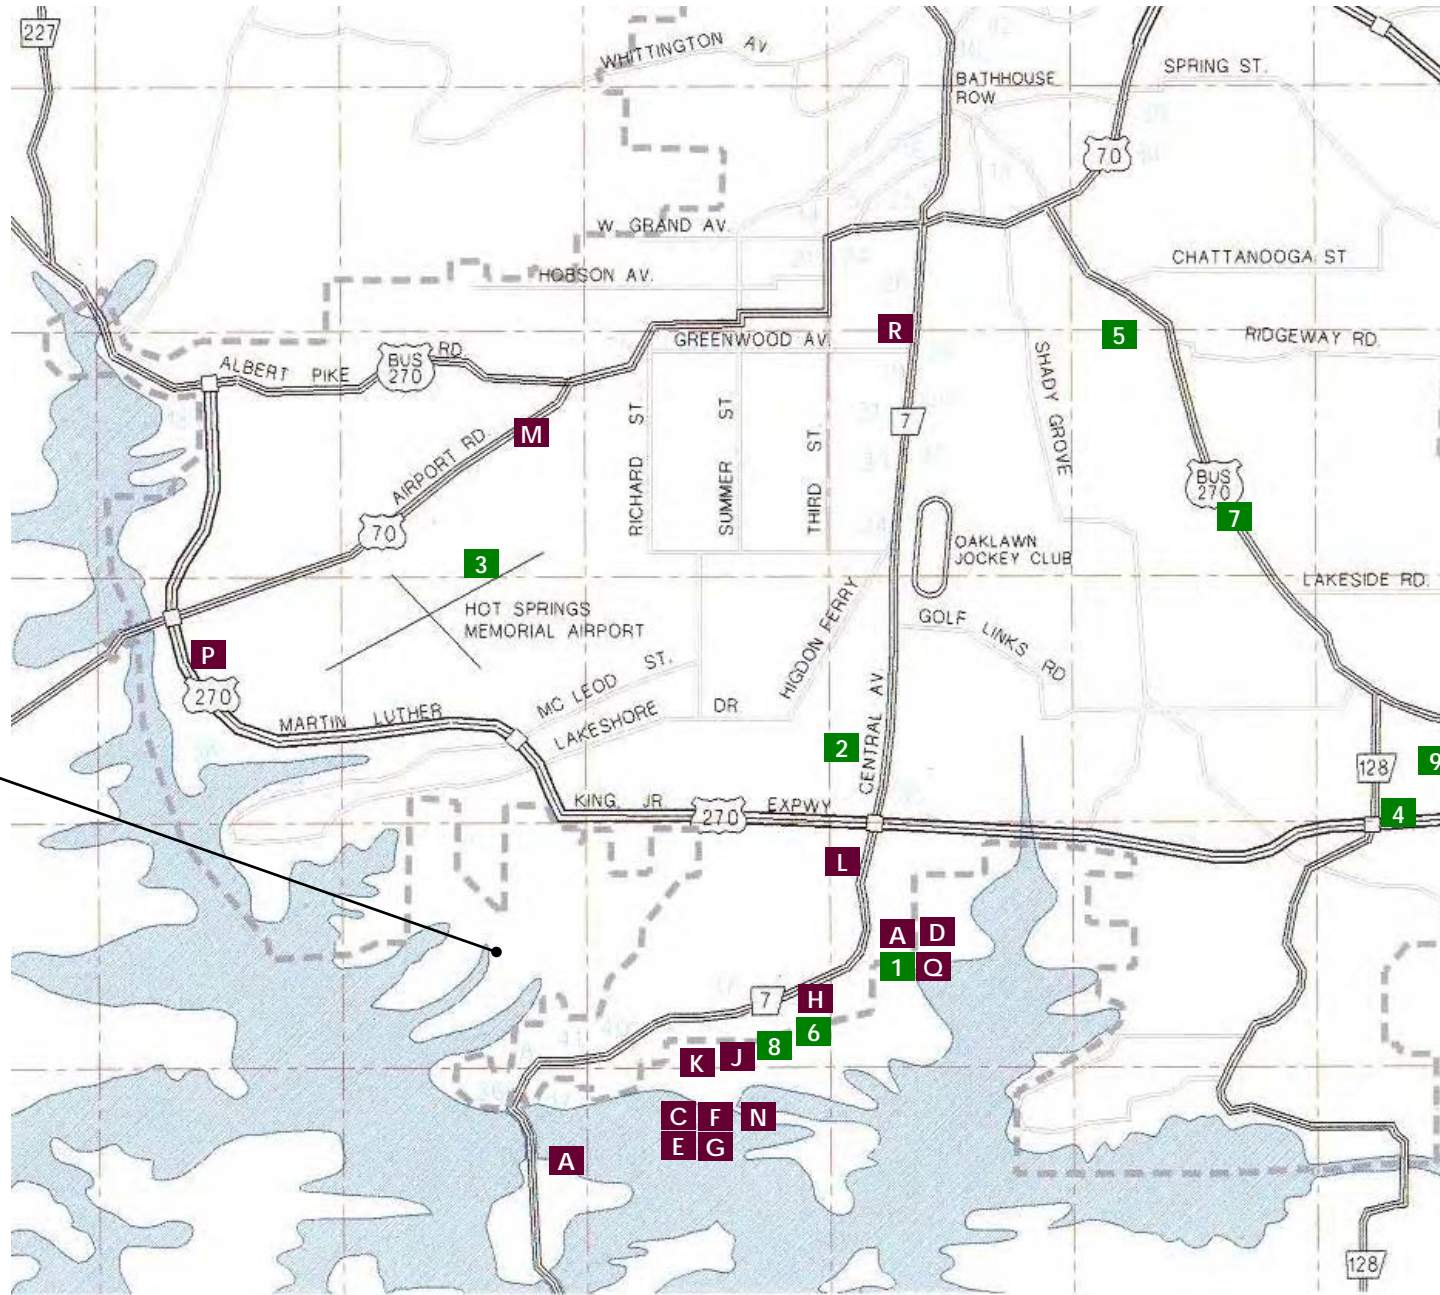 227
WHITTINGTON AV
BATHHOUSE
ROW
SPRING ST.
70
W. GRAND AV.
CHATTANOOGA ST
HOBSON AV.
R
5
GREENWOOD AV.
RIDGEWAY RD.
ALBERT PIKE RD.
BUS
270
SHADY GROVE
M
RICHARD ST.
SUMMER ST.
THIRD ST.
7
AIRPORT RD.
BUS
270
7
70
3
OAKLAWN
JOCKEY CLUB
HOT SPRINGS
MEMORIAL AIRPORT
LAKESIDE RD.
HIGDON FERRY
GOLF LINKS RD
P
270
MC LEOD ST.
LAKESHORE DR
MARTIN LUTHER
KING, JR. EXPWY
270
2
CENTRAL AV.
128
9
4
L
A D
1 Q
7
H
6
8
K J
C F N
E G
A
128